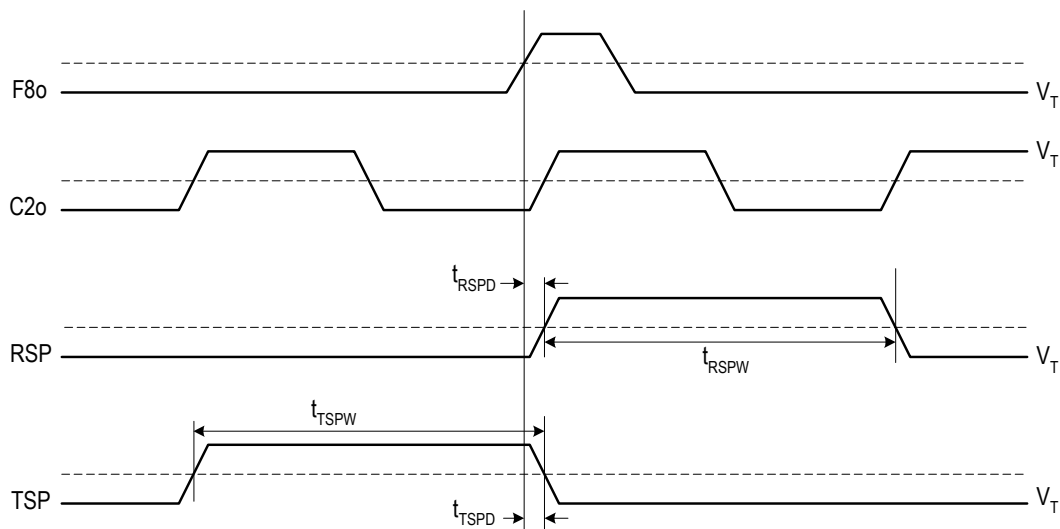 F8o
V_T
V_T
C2o
t_RSPD
RSP
t_RSPW
V_T
t_TSPW
TSP
t_TSPD
V_T